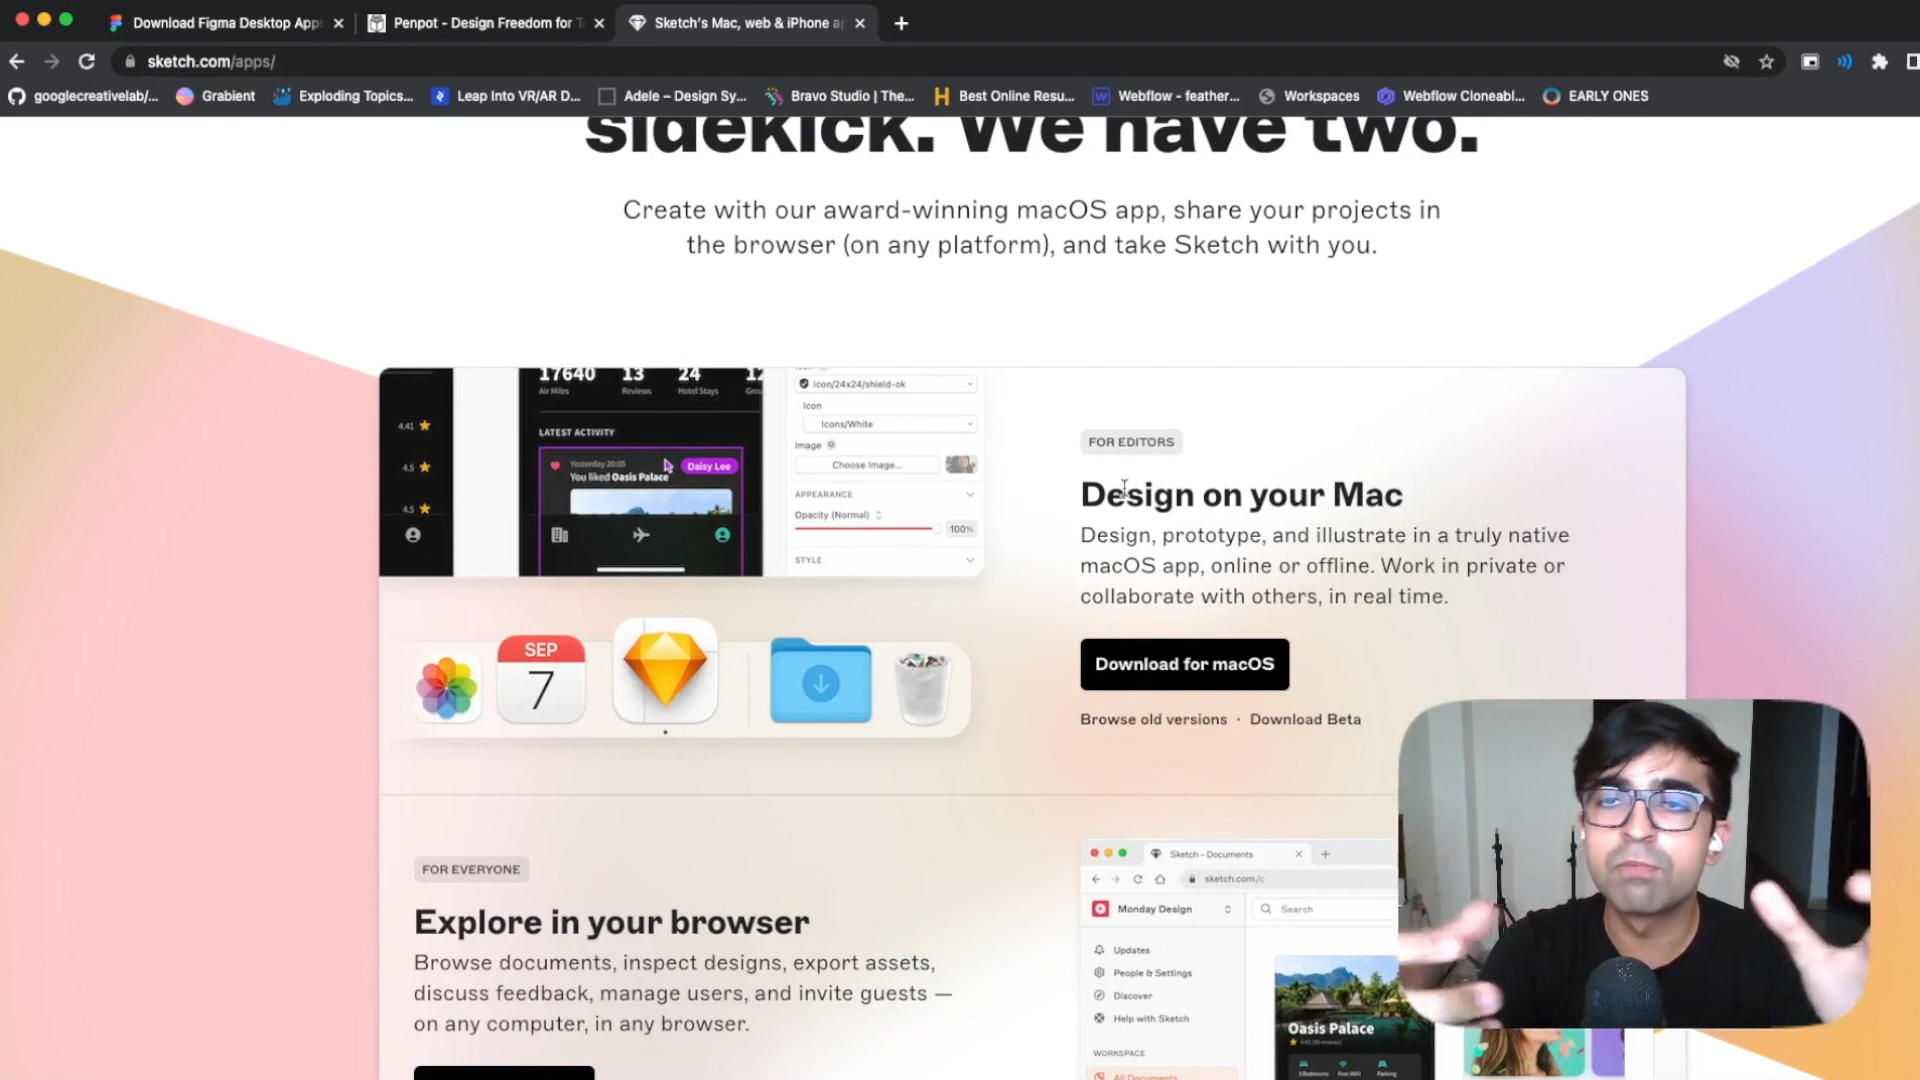 Download Figma Desktop Apps
Penpot - Design Freedom for T
Sketch's Mac, web & iPhone ap
sketch.com/apps/
googlecreativelab/...
Grabient
Exploding Topics...
Leap Into VR/AR D...
Adele – Design Sy...
Bravo Studio | The...
Best Online Resu...
Webflow - feather...
Workspaces
Webflow Cloneabl...
EARLY ONES
sidekick. We have two.
Create with our award-winning macOS app, share your projects in
the browser (on any platform), and take Sketch with you.
17640 13 24 12
Air Miles Reviews Hotel Stays Grou
LATEST ACTIVITY
Yesterday 20:05
You liked Oasis Palace
Daisy Lee
4.41
4.5
4.5
Icon/24x24/shield-ok
Icon
Icons/White
Image
Choose Image...
APPEARANCE
Opacity (Normal)
100%
STYLE
SEP
7
FOR EDITORS
Design on your Mac
Design, prototype, and illustrate in a truly native
macOS app, online or offline. Work in private or
collaborate with others, in real time.
Download for macOS
Browse old versions · Download Beta
FOR EVERYONE
Explore in your browser
Browse documents, inspect designs, export assets,
discuss feedback, manage users, and invite guests —
on any computer, in any browser.
Sketch - Documents
sketch.com/c
Monday Design
Search
Updates
People & Settings
Discover
Help with Sketch
WORKSPACE
All Documents
Oasis Palace
3 Bedrooms Free WiFi Parking